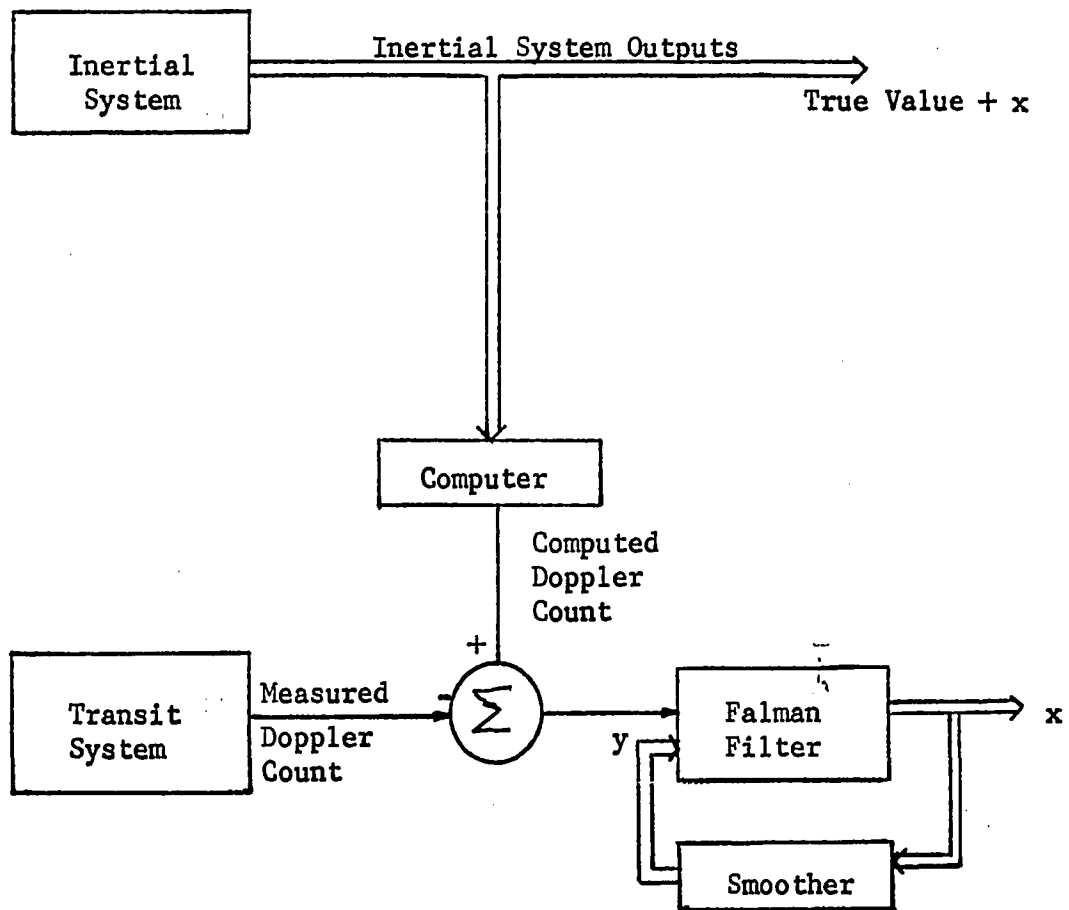 Inertial
System
Inertial System Outputs
True Value + x
Computer
Computed
Doppler
Count
+
-
Transit
System
Measured
Doppler
Count
Σ
y
Falman
Filter
x
Smoother